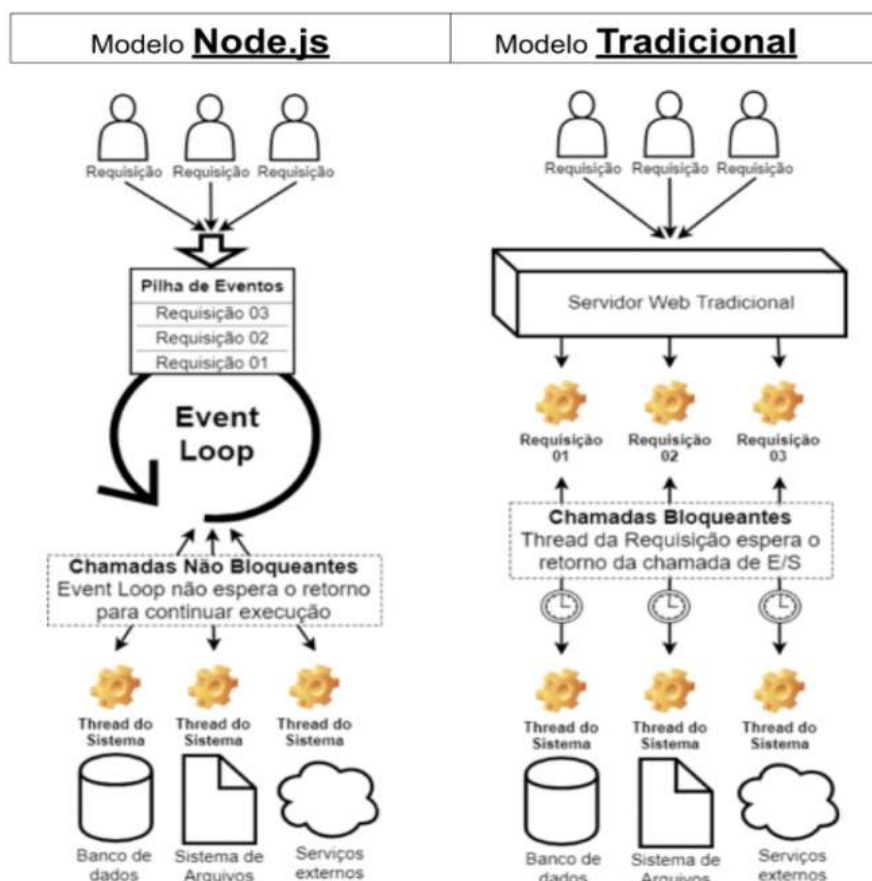 Modelo Node.js
Modelo Tradicional
Requisição Requisição Requisição
Pilha de Eventos
Requisição 03
Requisição 02
Requisição 01
Event
Loop
Chamadas Não Bloqueantes
Event Loop não espera o retorno
para continuar execução
Thread do Sistema
Thread do Sistema
Thread do Sistema
Banco de dados
Sistema de Arquivos
Serviços externos
Requisição Requisição Requisição
Servidor Web Tradicional
Requisição 01
Requisição 02
Requisição 03
Chamadas Bloqueantes
Thread da Requisição espera o
retorno da chamada de E/S
Thread do Sistema
Thread do Sistema
Thread do Sistema
Banco de dados
Sistema de Arquivos
Serviços externos